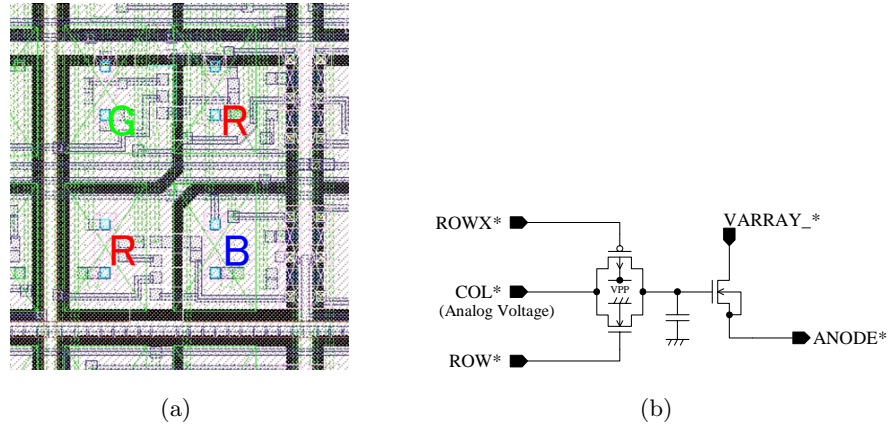 G
R
R
B
ROWX*
VARRAY_*
COL*
VPP
(Analog Voltage)
ROW*
ANODE*
(a)
(b)